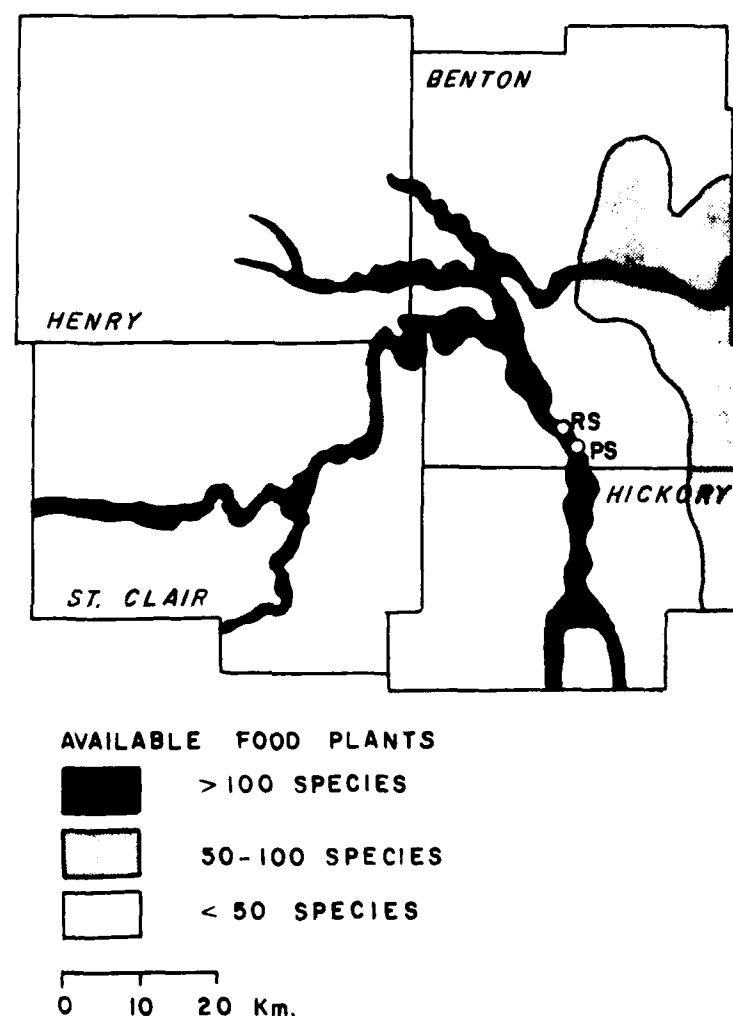 BENTON
HENRY
RS
PS
HICKORY
ST. CLAIR
AVAILABLE FOOD PLANTS
> 100 SPECIES
50-100 SPECIES
< 50 SPECIES
0 10 20 Km.